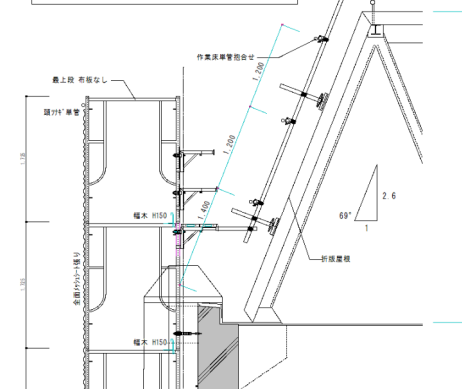 作業床単管抱合せ
1,200
最上段 布板なし
頭ﾂﾅｷﾞ単管
1,200
2.6
69°
1
1,400
幅木 H150
折版屋根
全面ﾒｯｼｭｼｰﾄ張り
幅木 H150